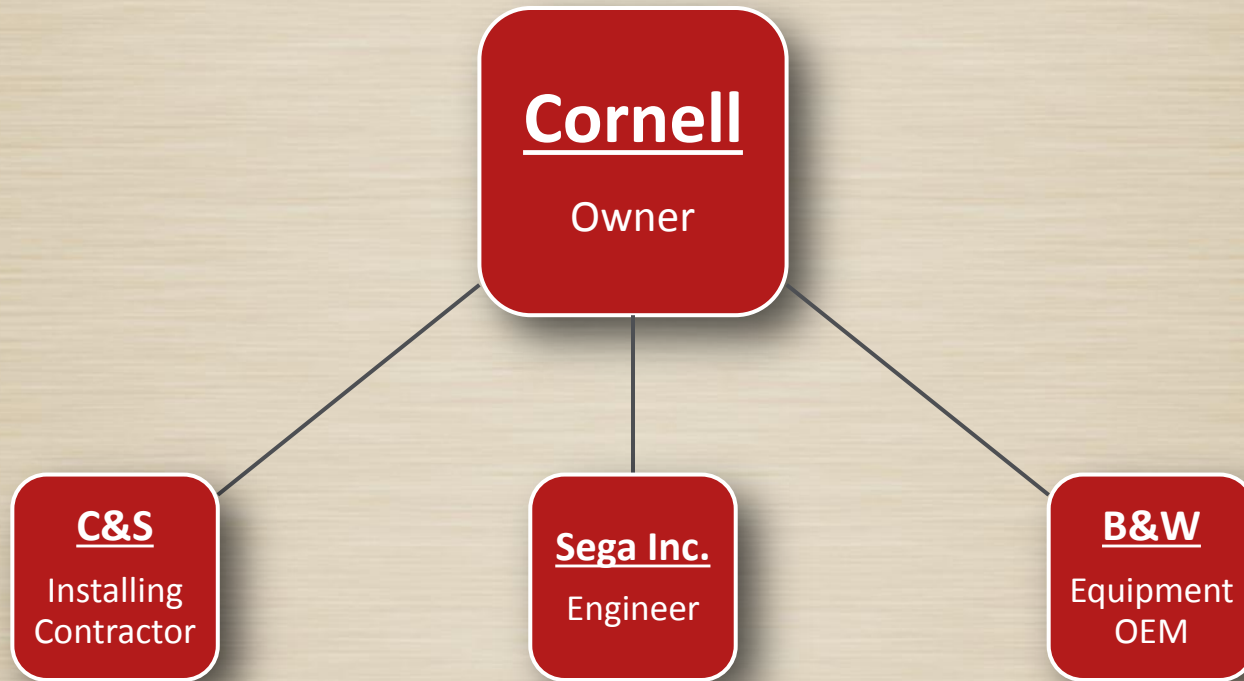 Cornell
Owner
C&S
Installing
Contractor
Sega Inc.
Engineer
B&W
Equipment
OEM